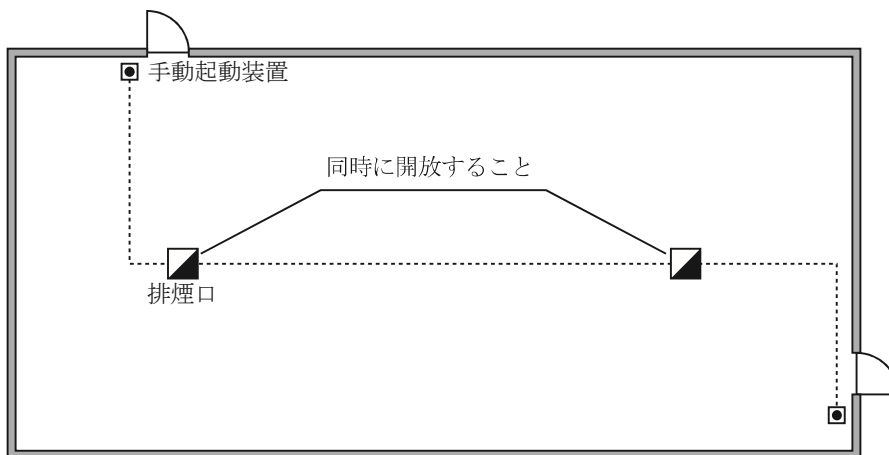 手動起動装置
同時に開放すること
排煙口